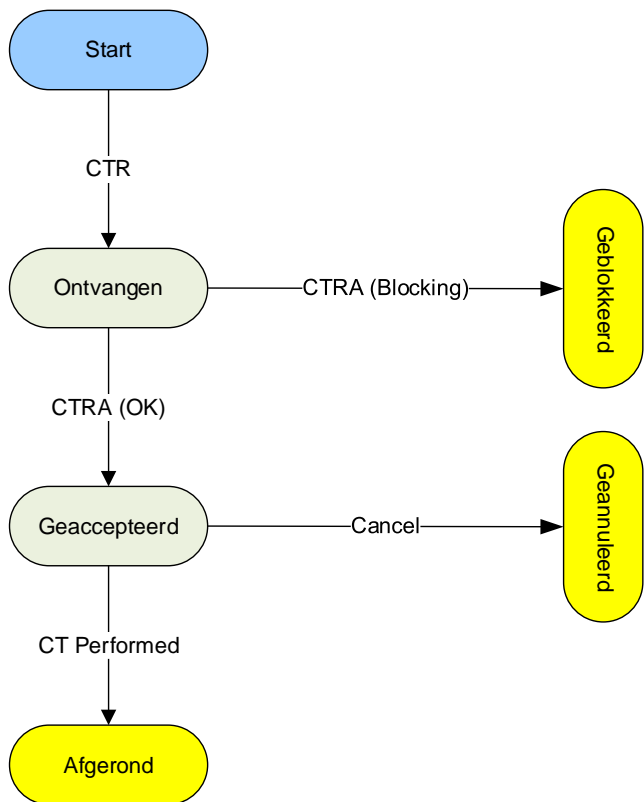 Start
CTR
Ontvangen
CTRA (Blocking)
Geblokkeerd
CTRA (OK)
Geaccepteerd
Cancel
Geannuleerd
CT Performed
Afgerond